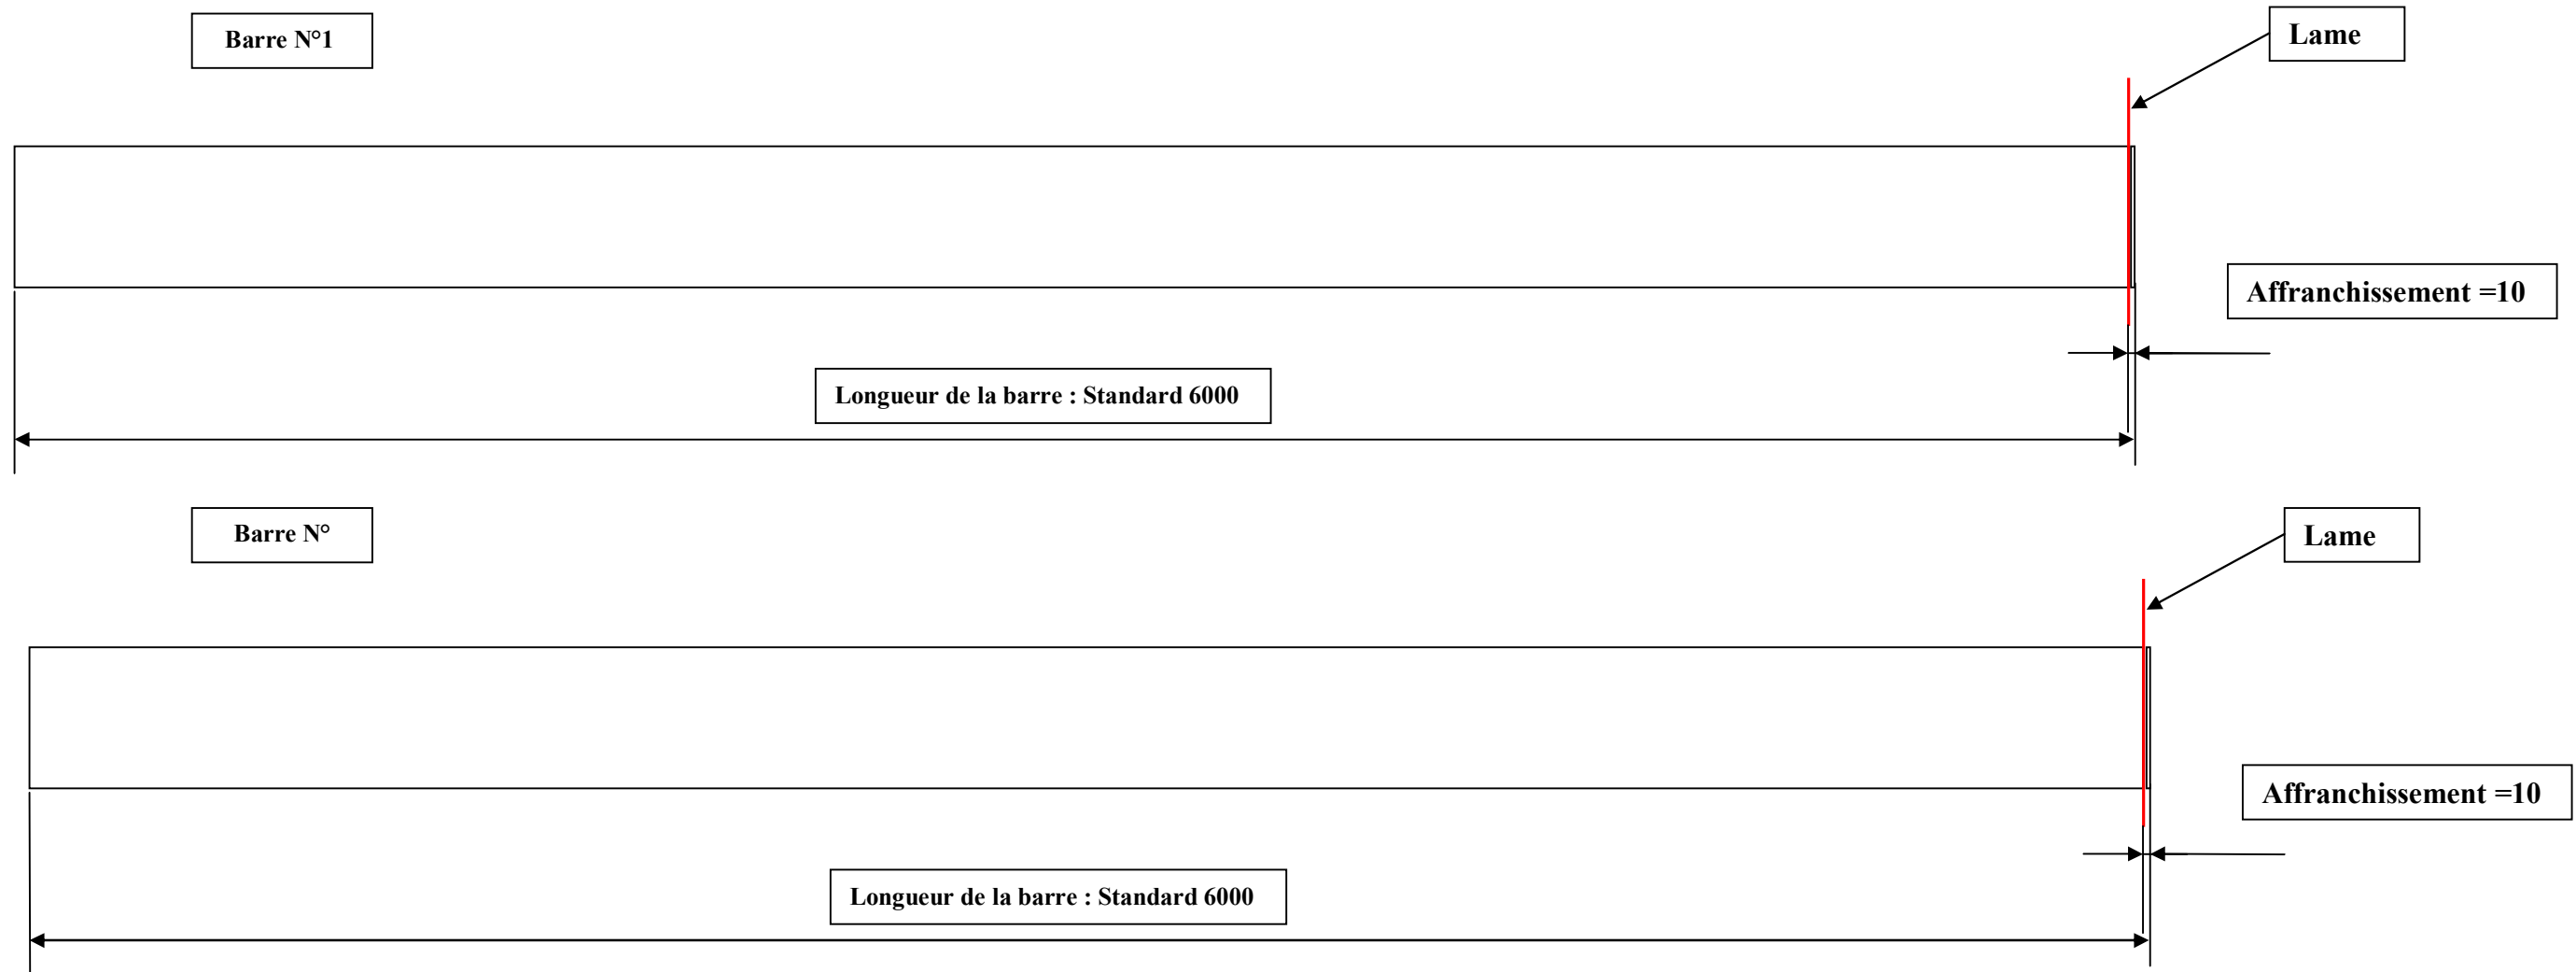 Barre N°1
Lame
Affranchissement =10
Longueur de la barre : Standard 6000
Barre N°
Lame
Affranchissement =10
Longueur de la barre : Standard 6000